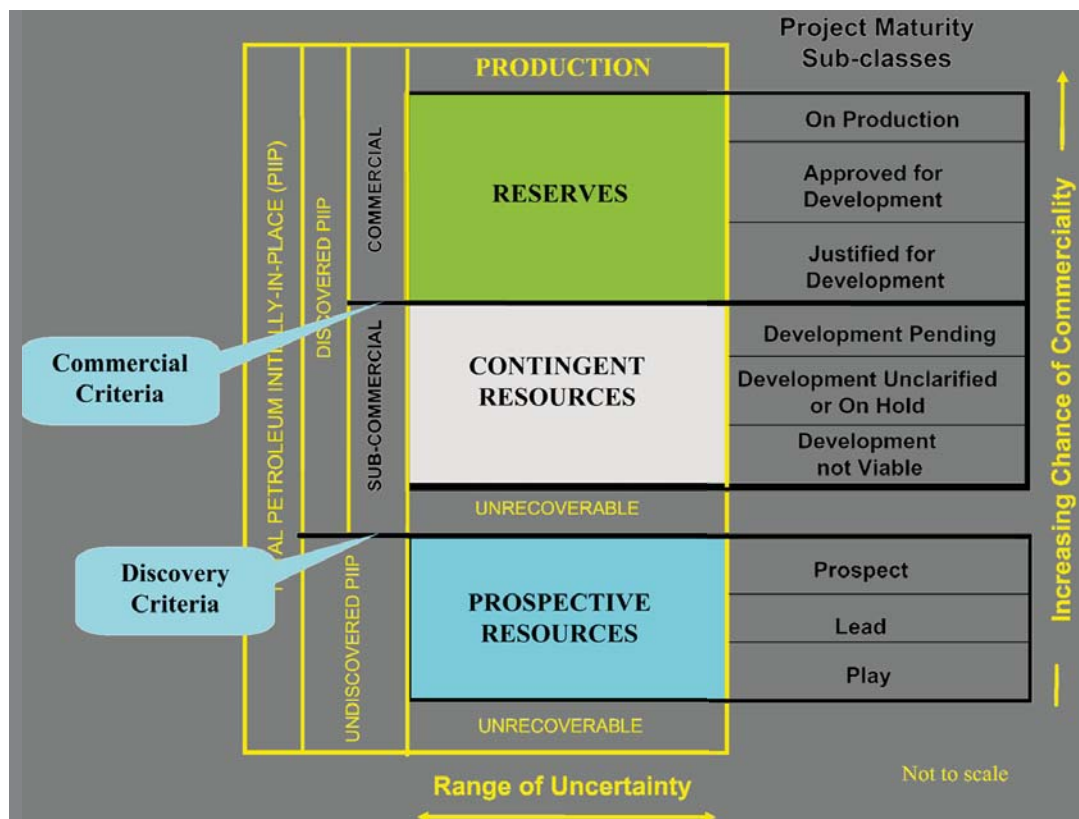 Project Maturity
Sub-classes
PRODUCTION
PETROLEUM INITIALLY-IN-PLACE (PIIP)
DISCOVERED PIIP
COMMERCIAL
RESERVES
On Production
Approved for
Development
Justified for
Development
Commercial
Criteria
SUB-COMMERCIAL
CONTINGENT
RESOURCES
Development Pending
Development Unclarified
or On Hold
Development
not Viable
UNRECOVERABLE
Discovery
Criteria
UNDISCOVERED PIIP
PROSPECTIVE
RESOURCES
Prospect
Lead
Play
UNRECOVERABLE
Increasing Chance of Commerciality
Range of Uncertainty
Not to scale